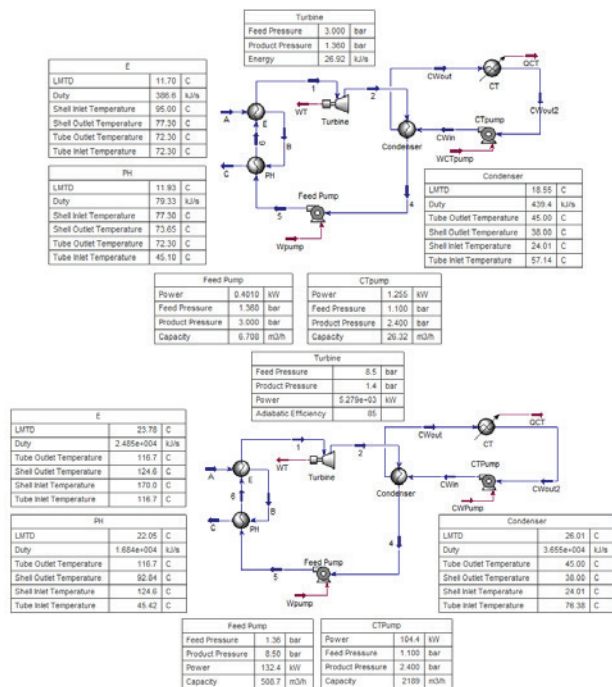 Turbine
Feed Pressure 3.000 bar
Product Pressure 1.360 bar
Energy 26.92 kJ/s
E
LMTD 11.70 C
Duty 386.6 kJ/s
Shell Inlet Temperature 95.00 C
Shell Outlet Temperature 77.30 C
Tube Outlet Temperature 72.30 C
Tube Inlet Temperature 72.30 C
PH
LMTD 11.93 C
Duty 79.33 kJ/s
Shell Inlet Temperature 77.30 C
Shell Outlet Temperature 73.65 C
Tube Outlet Temperature 72.30 C
Tube Inlet Temperature 45.10 C
A
E
1
WT
Turbine
2
6
B
C
PH
5
Feed Pump
Wpump
4
Condenser
CWout
CT
QCT
CWin
CTpump
CWout2
WCTpump
Condenser
LMTD 18.55 C
Duty 439.4 kJ/s
Tube Outlet Temperature 45.00 C
Shell Outlet Temperature 38.00 C
Shell Inlet Temperature 24.01 C
Tube Inlet Temperature 57.14 C
Feed Pump
Power 0.4010 kW
Feed Pressure 1.360 bar
Product Pressure 3.000 bar
Capacity 6.708 m3/h
CTpump
Power 1.255 kW
Feed Pressure 1.100 bar
Product Pressure 2.400 bar
Capacity 26.32 m3/h
Turbine
Feed Pressure 8.5 bar
Product Pressure 1.4 bar
Power 5.279e+03 kW
Adiabatic Efficiency 85
E
LMTD 23.78 C
Duty 2.485e+004 kJ/s
Tube Outlet Temperature 116.7 C
Shell Outlet Temperature 124.6 C
Shell Inlet Temperature 170.0 C
Tube Inlet Temperature 116.7 C
PH
LMTD 22.05 C
Duty 1.684e+004 kJ/s
Tube Outlet Temperature 116.7 C
Shell Outlet Temperature 92.84 C
Shell Inlet Temperature 124.6 C
Tube Inlet Temperature 45.42 C
A
E
1
WT
Turbine
2
6
B
C
PH
5
Feed Pump
Wpump
4
Condenser
CWout
CT
QCT
CWin
CTPump
CWout2
CWPump
Condenser
LMTD 26.01 C
Duty 3.655e+004 kJ/s
Tube Outlet Temperature 45.00 C
Shell Outlet Temperature 38.00 C
Shell Inlet Temperature 24.01 C
Tube Inlet Temperature 76.38 C
Feed Pump
Feed Pressure 1.36 bar
Product Pressure 8.50 bar
Power 132.4 kW
Capacity 508.7 m3/h
CTPump
Power 104.4 kW
Feed Pressure 1.100 bar
Product Pressure 2.400 bar
Capacity 2189 m3/h